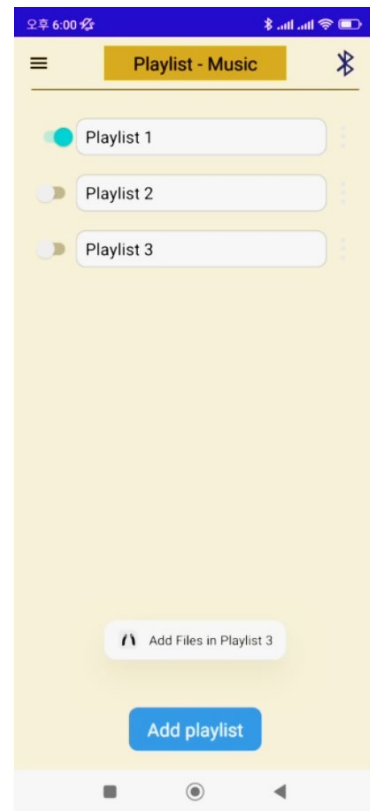 오후 6:00
Playlist - Music
Playlist 1
Playlist 2
Playlist 3
Add Files in Playlist 3
Add playlist